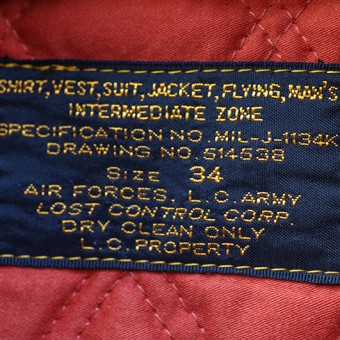 SHIRT,VEST,SUIT,JACKET,FLYING,MAN'S
INTERMEDIATE ZONE
SPECIFICATION NO. MIL-J-1134K
DRAWING NO. 514538
SIZE 34
AIR FORCES, L.C. ARMY
LOST CONTROL CORP.
DRY CLEAN ONLY
L.C. PROPERTY